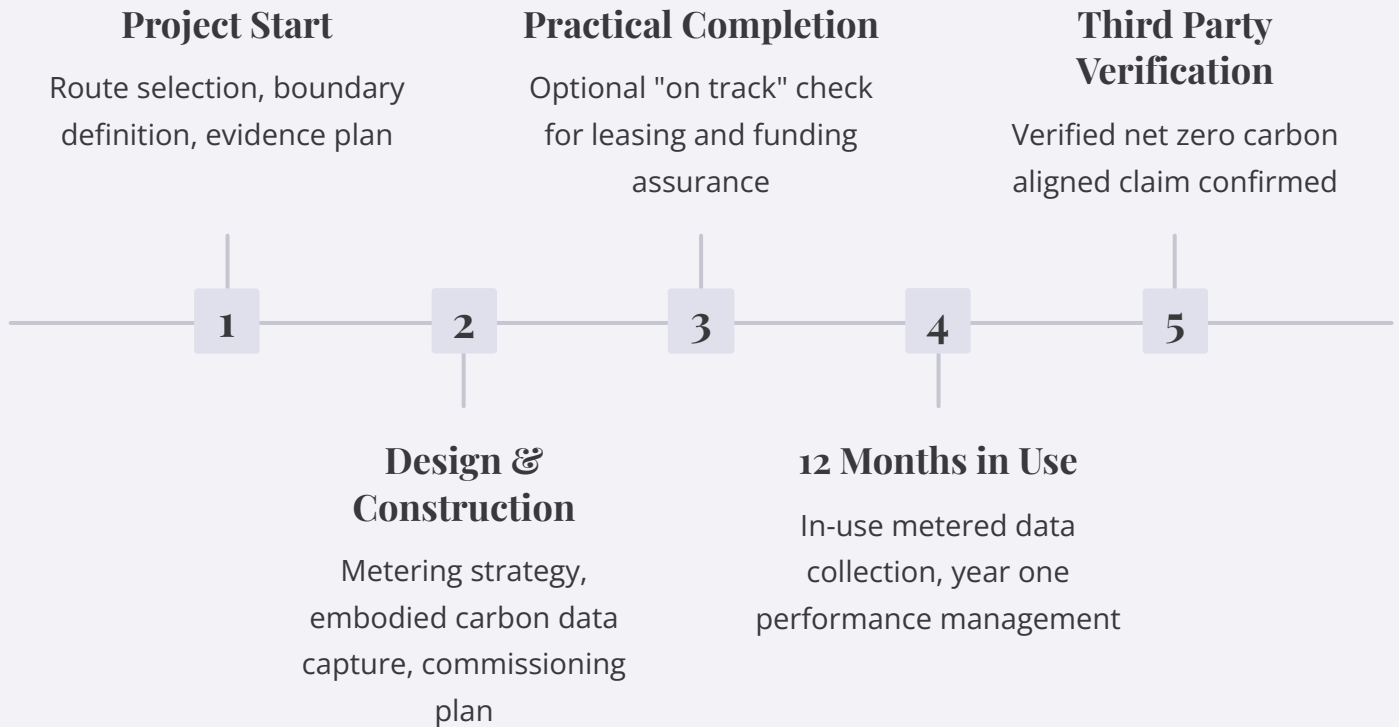 Project Start
Route selection, boundary
definition, evidence plan
Practical Completion
Optional "on track" check
for leasing and funding
assurance
Third Party
Verification
Verified net zero carbon
aligned claim confirmed
1
2
3
4
5
Design &
Construction
Metering strategy,
embodied carbon data
capture, commissioning
plan
12 Months in Use
In-use metered data
collection, year one
performance management